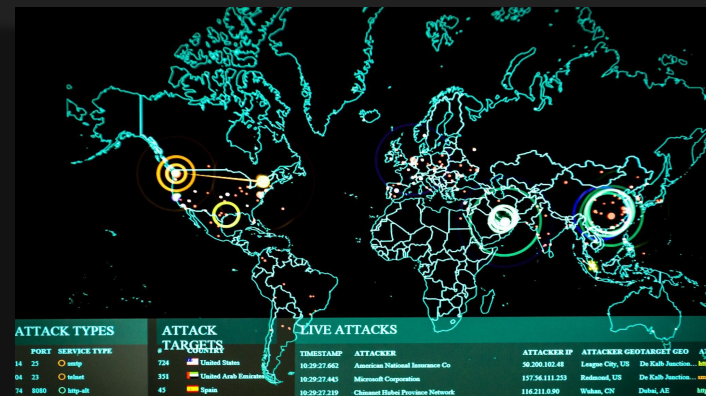 ATTACK TYPES
PORT SERVICE TYPE
14 25 smtp
04 23 telnet
74 8080 http-alt
ATTACK TARGETS
# COUNTRY
724 United States
351 United Arab Emirates
45 Spain
LIVE ATTACKS
TIMESTAMP ATTACKER ATTACKER IP ATTACKER GEO TARGET GEO
10:29:27.662 American National Insurance Co 50.200.102.48 League City, US De Kalb Junction...
10:29:27.445 Microsoft Corporation 157.56.111.253 Redmond, US De Kalb Junction...
10:29:27.219 Chinanet Hubei Province Network 116.211.0.90 Wuhan, CN Dubai, AE